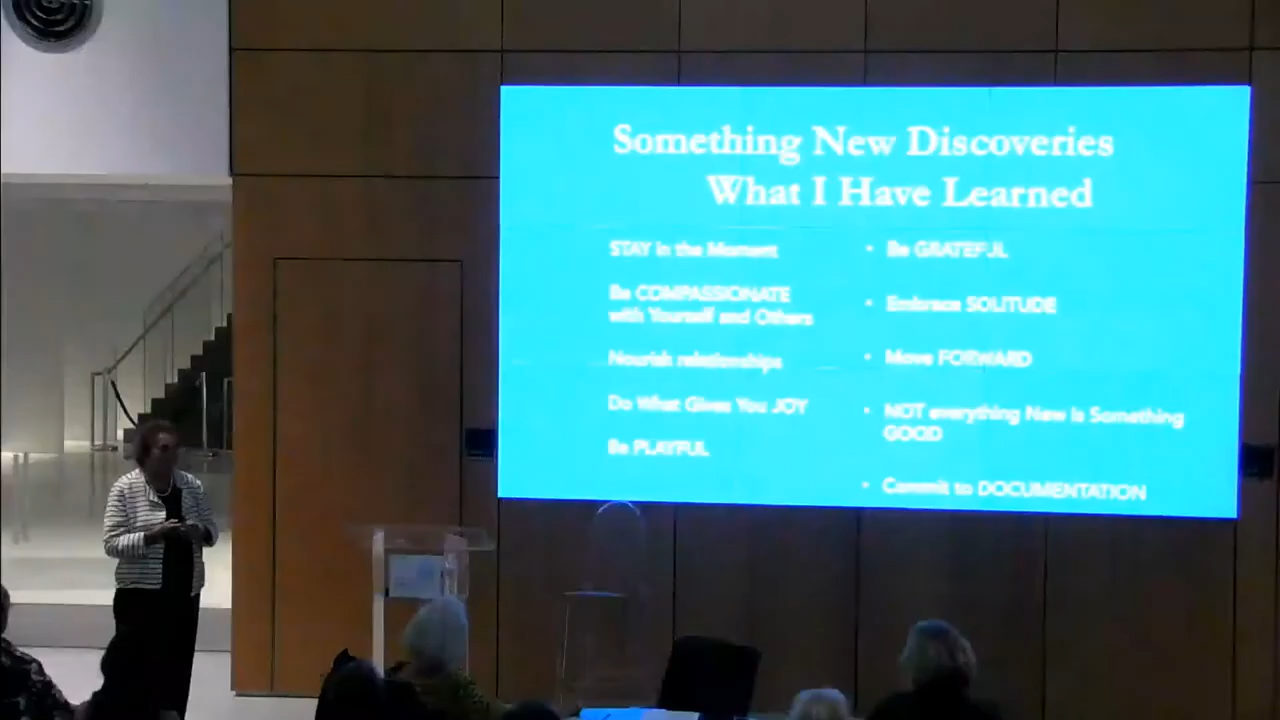 Something New Discoveries
What I Have Learned
STAY in the Moment
Be COMPASSIONATE
with Yourself and Others
Nourish relationships
Do What Gives You JOY
Be PLAYFUL
• Be GRATEFUL
• Embrace SOLITUDE
• Move FORWARD
• NOT everything New is Something
GOOD
• Commit to DOCUMENTATION